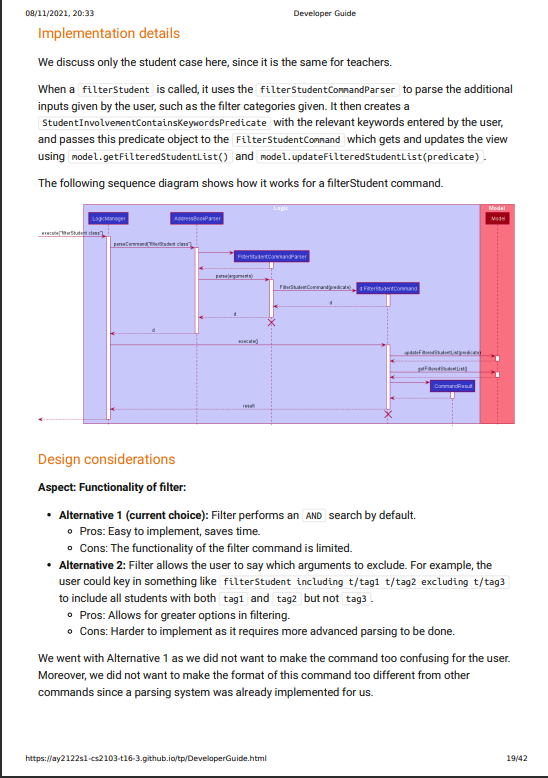 08/11/2021, 20:33
Developer Guide
Implementation details
We discuss only the student case here, since it is the same for teachers.
When a filterStudent is called, it uses the filterStudentCommandParser to parse the additional
inputs given by the user, such as the filter categories given. It then creates a
StudentInvolvementContainsKeywordsPredicate with the relevant keywords entered by the user,
and passes this predicate object to the FilterStudentCommand which gets and updates the view
using model.getFilteredStudentList() and model.updateFilteredStudentList(predicate) .
The following sequence diagram shows how it works for a filterStudent command.
Logic
Model
LogicManager
AddressBookParser
Model
execute("filterStudent class")
parseCommand("filterStudent class")
FilterStudentCommandParser
parse(arguments)
FilterStudentCommand(predicate)
d:FilterStudentCommand
d
d
d
execute()
updateFilteredStudentList(predicate)
getFilteredStudentList()
CommandResult
result
Design considerations
Aspect: Functionality of filter:
• Alternative 1 (current choice): Filter performs an AND search by default.
Pros: Easy to implement, saves time.
Cons: The functionality of the filter command is limited.
• Alternative 2: Filter allows the user to say which arguments to exclude. For example, the
user could key in something like filterStudent including t/tag1 t/tag2 excluding t/tag3
to include all students with both tag1 and tag2 but not tag3 .
Pros: Allows for greater options in filtering.
Cons: Harder to implement as it requires more advanced parsing to be done.
We went with Alternative 1 as we did not want to make the command too confusing for the user.
Moreover, we did not want to make the format of this command too different from other
commands since a parsing system was already implemented for us.
https://ay2122s1-cs2103-t16-3.github.io/tp/DeveloperGuide.html
19/42